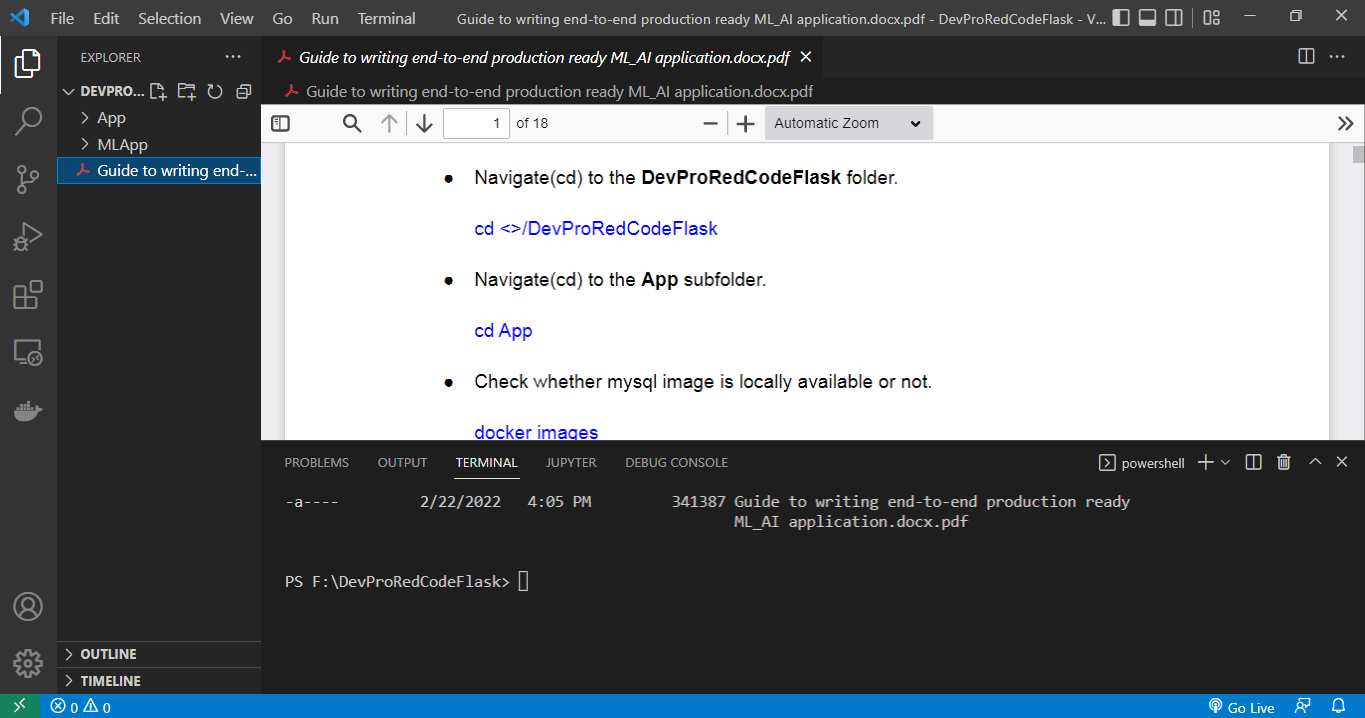 File Edit Selection View Go Run Terminal Guide to writing end-to-end production ready ML_AI application.docx.pdf - DevProRedCodeFlask - V...
EXPLORER
DEVPRO...
App
MLApp
Guide to writing end-...
Guide to writing end-to-end production ready ML_AI application.docx.pdf
Guide to writing end-to-end production ready ML_AI application.docx.pdf
1 of 18 Automatic Zoom
● Navigate(cd) to the DevProRedCodeFlask folder.
cd <>/DevProRedCodeFlask
● Navigate(cd) to the App subfolder.
cd App
● Check whether mysql image is locally available or not.
docker images
PROBLEMS OUTPUT TERMINAL JUPYTER DEBUG CONSOLE powershell
-a---- 2/22/2022 4:05 PM 341387 Guide to writing end-to-end production ready
ML_AI application.docx.pdf
PS F:\DevProRedCodeFlask>
OUTLINE
TIMELINE
0 0 Go Live